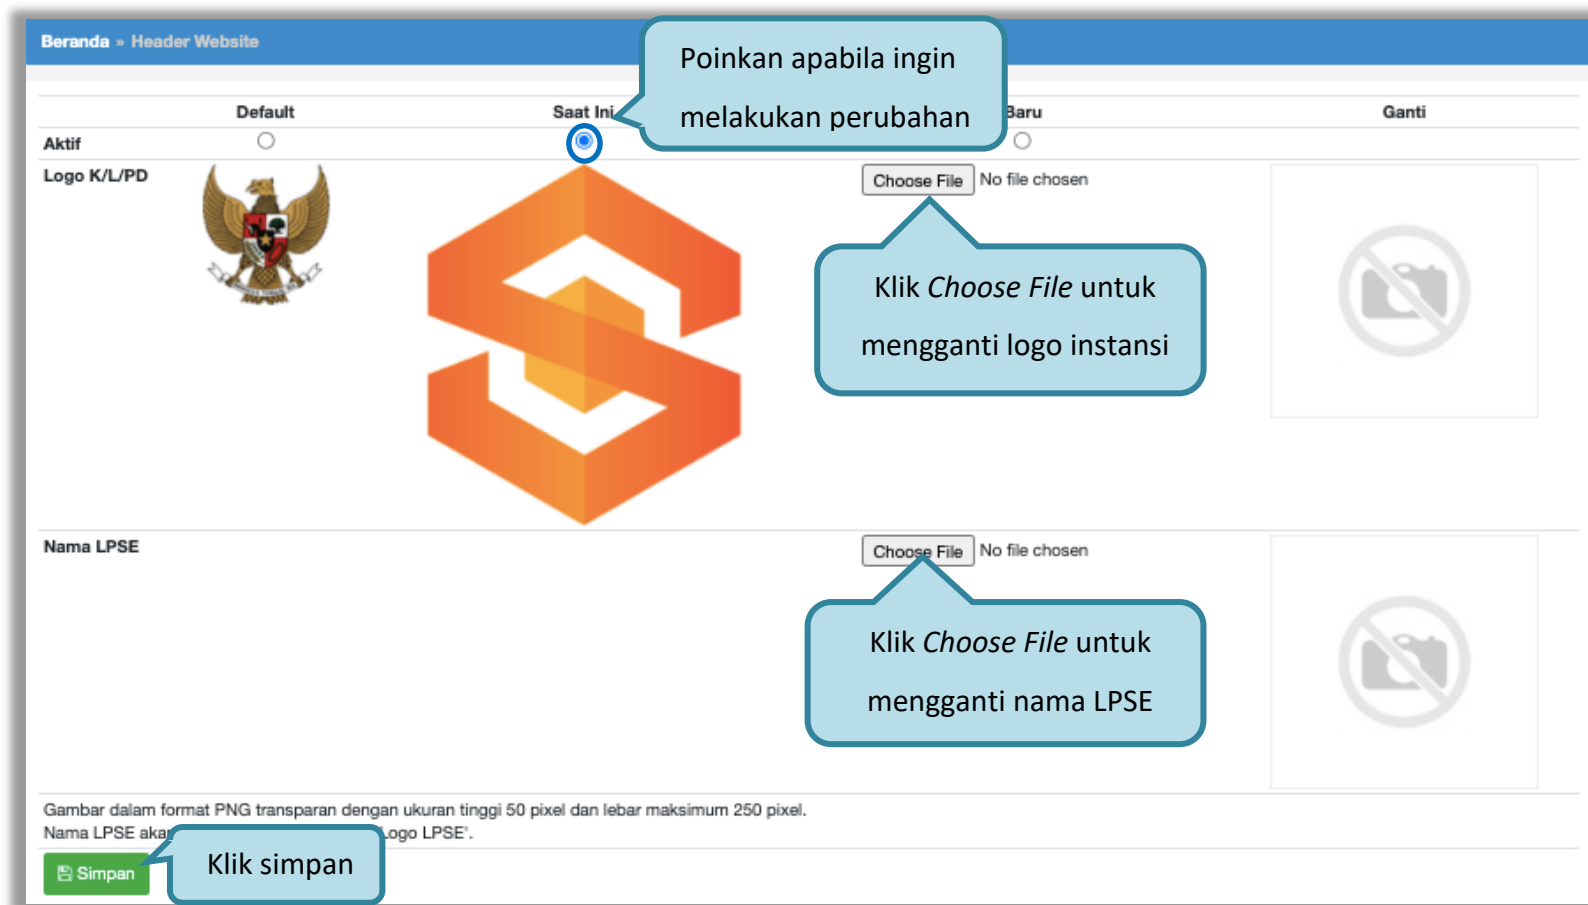 Beranda » Header Website
Poinkan apabila ingin
melakukan perubahan
Default Saat Ini Baru Ganti
Aktif
Logo K/L/PD Choose File No file chosen
Klik Choose File untuk
mengganti logo instansi
Nama LPSE Choose File No file chosen
Klik Choose File untuk
mengganti nama LPSE
Gambar dalam format PNG transparan dengan ukuran tinggi 50 pixel dan lebar maksimum 250 pixel.
Nama LPSE LPSE'.
Simpan
Klik simpan